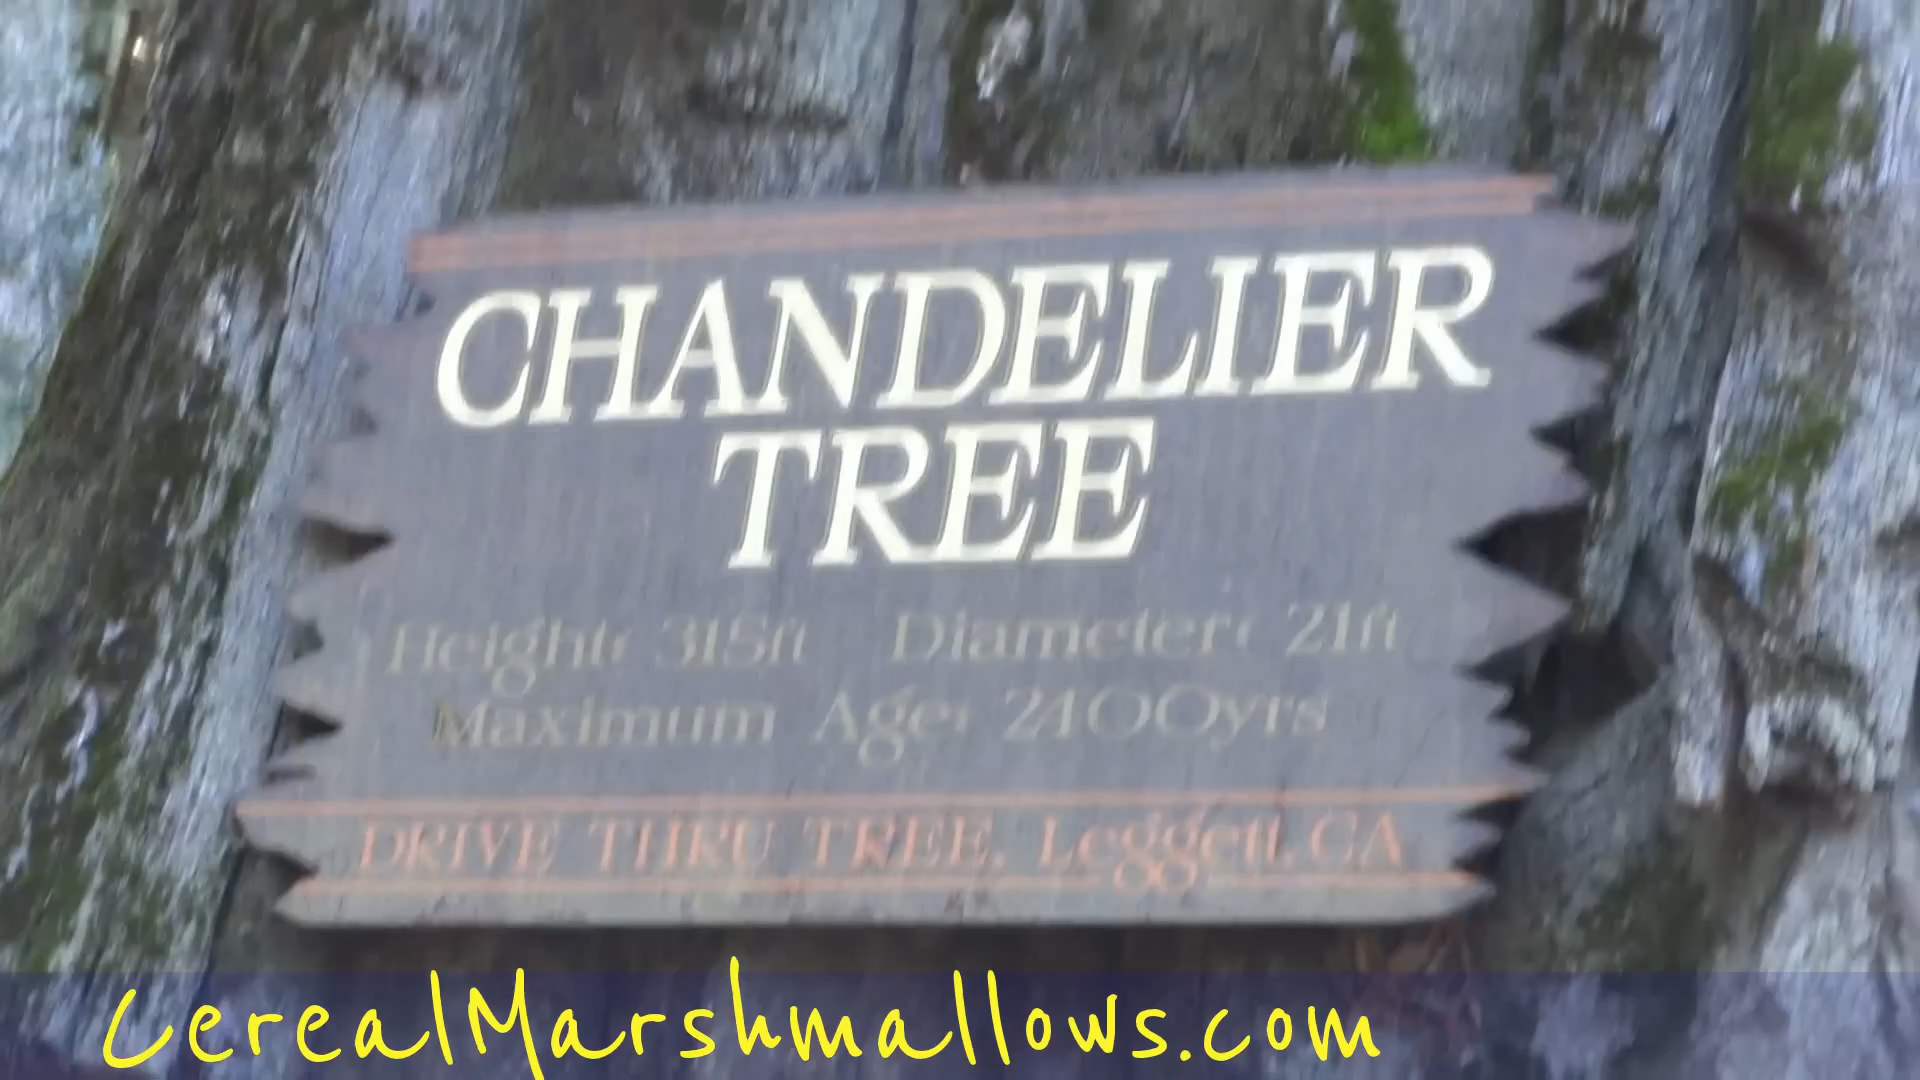 CHANDELIER
TREE
Height: 315ft Diameter: 21ft
Maximum Age: 2400yrs
DRIVE THRU TREE, Leggett, CA
CerealMarshmallows.com